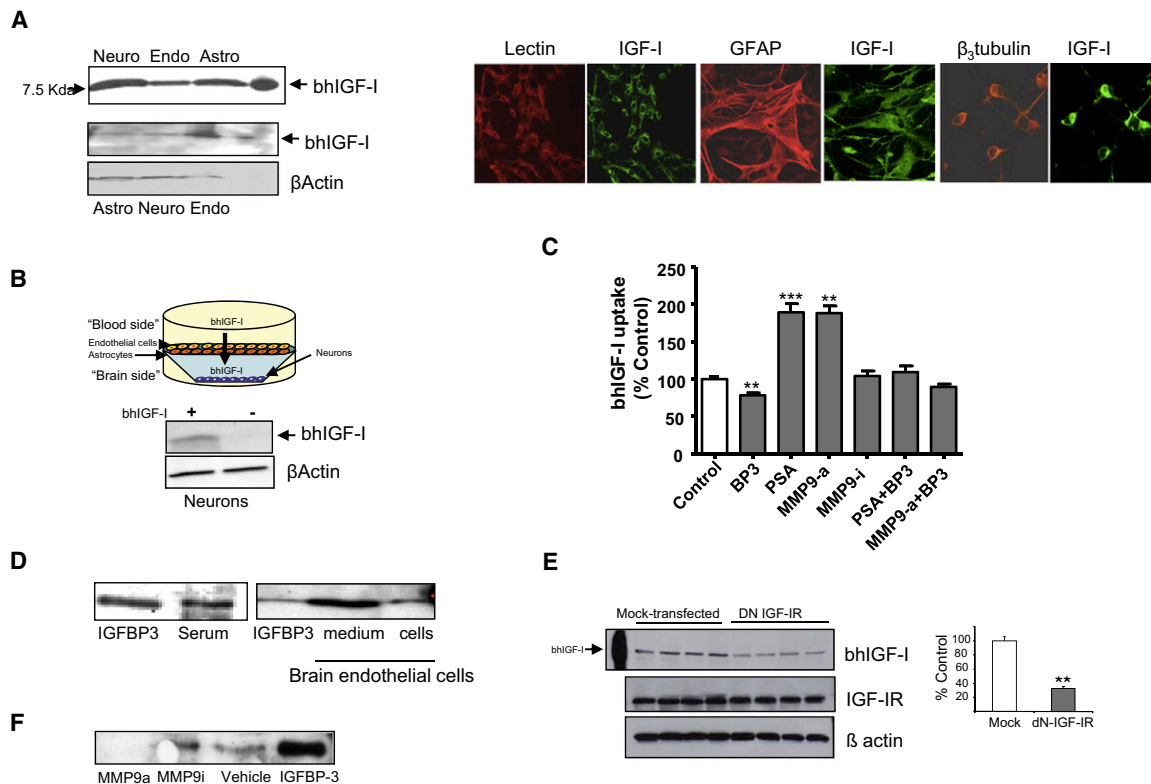 A
Neuro Endo Astro
7.5 Kda
bhIGF-I
bhIGF-I
βActin
Astro Neuro Endo
Lectin IGF-I GFAP IGF-I β3tubulin IGF-I
B
"Blood side"
bhIGF-I
Endothelial cells
Astrocytes
Neurons
bhIGF-I
"Brain side"
bhIGF-I + -
bhIGF-I
βActin
Neurons
C
bhIGF-I uptake
(% Control)
250
200
150
100
50
0
** *** **
Control BP3 PSA MMP9-a MMP9-i PSA+BP3 MMP9-a+BP3
D
IGFBP3 Serum
IGFBP3 medium cells
Brain endothelial cells
E
Mock-transfected DN IGF-IR
bhIGF-I
bhIGF-I
IGF-IR
ß actin
% Control
100
80
60
40
20
**
Mock dN-IGF-IR
F
MMP9a MMP9i Vehicle IGFBP-3